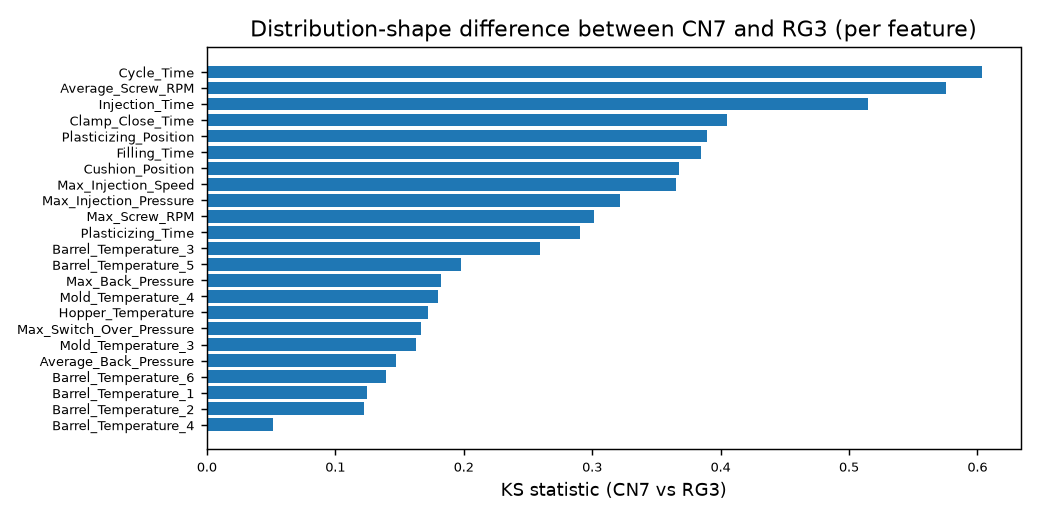 Distribution-shape difference between CN7 and RG3 (per feature)
Cycle_Time
Average_Screw_RPM
Injection_Time
Clamp_Close_Time
Plasticizing_Position
Filling_Time
Cushion_Position
Max_Injection_Speed
Max_Injection_Pressure
Max_Screw_RPM
Plasticizing_Time
Barrel_Temperature_3
Barrel_Temperature_5
Max_Back_Pressure
Mold_Temperature_4
Hopper_Temperature
Max_Switch_Over_Pressure
Mold_Temperature_3
Average_Back_Pressure
Barrel_Temperature_6
Barrel_Temperature_1
Barrel_Temperature_2
Barrel_Temperature_4
0.0 0.1 0.2 0.3 0.4 0.5 0.6
KS statistic (CN7 vs RG3)